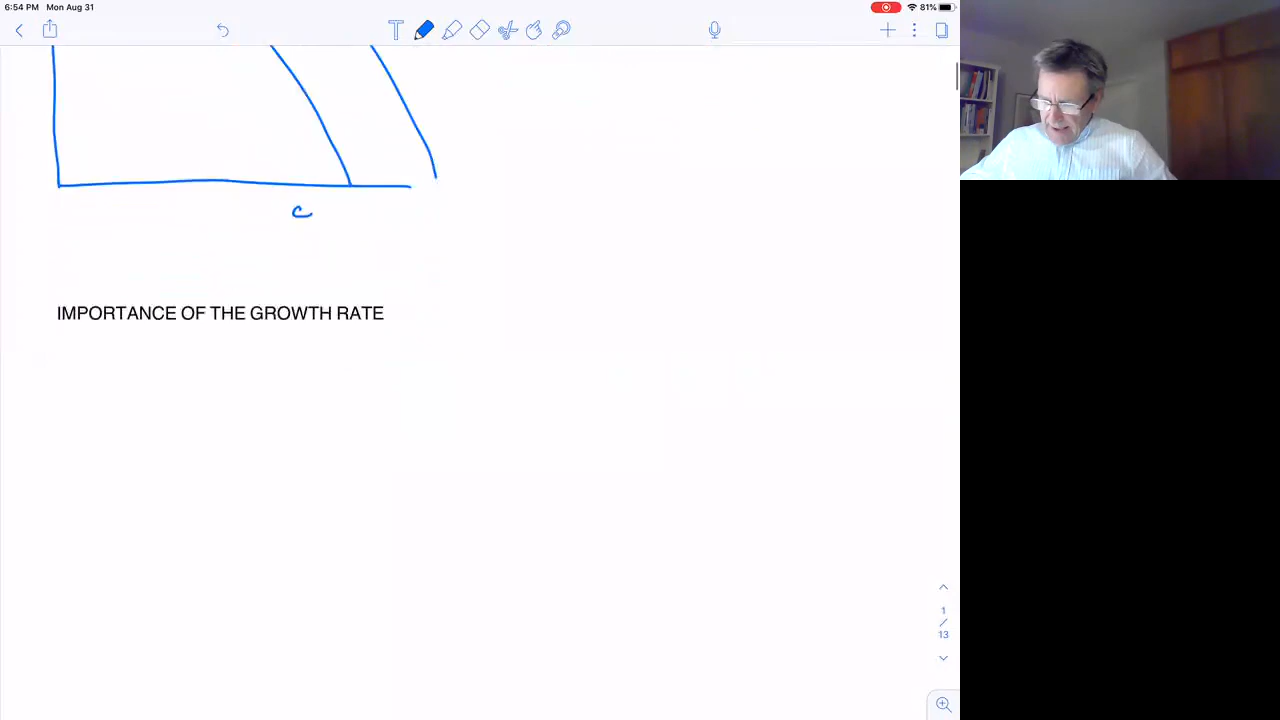 6:54 PM Mon Aug 31
81%
T
c
IMPORTANCE OF THE GROWTH RATE
1
/
13